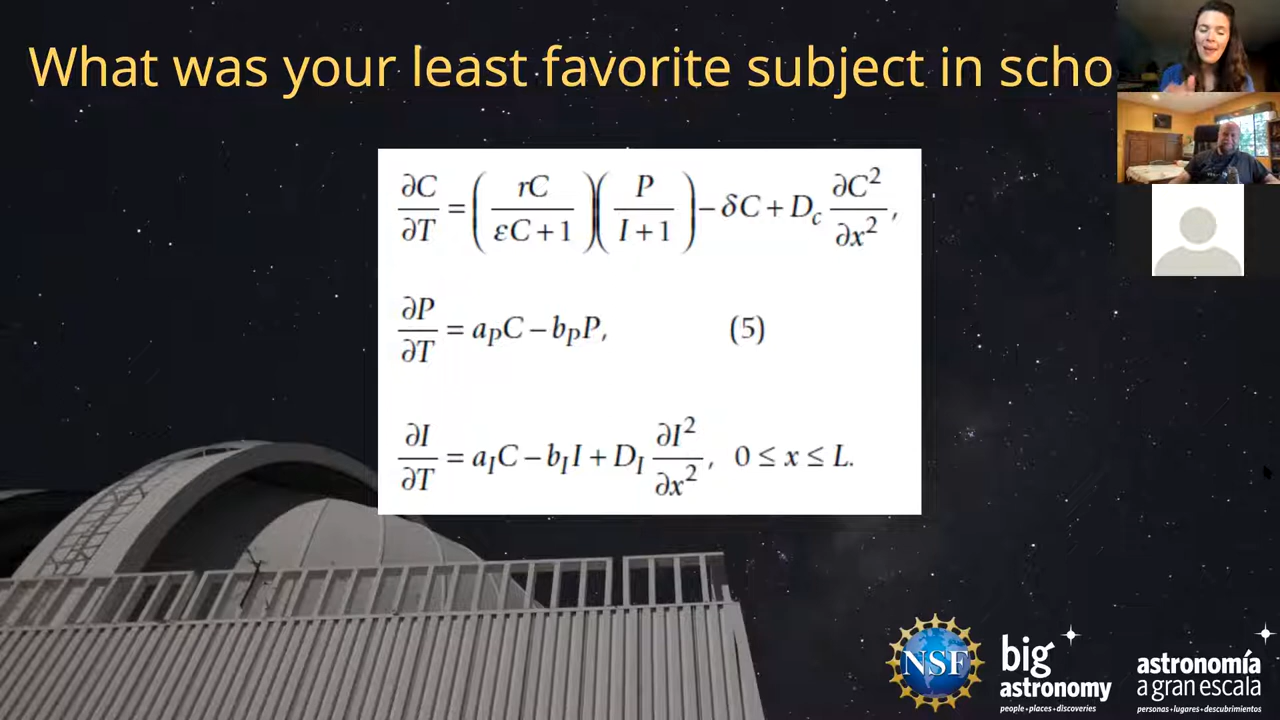 What was your least favorite subject in scho
∂C/∂T = (rC/(εC+1))(P/(I+1)) − δC + D_c ∂C²/∂x²,
∂P/∂T = a_P C − b_P P, (5)
∂I/∂T = a_I C − b_I I + D_I ∂I²/∂x², 0 ≤ x ≤ L.
NSF
big
astronomy
people • places • discoveries
astronomía
a gran escala
personas • lugares • descubrimientos